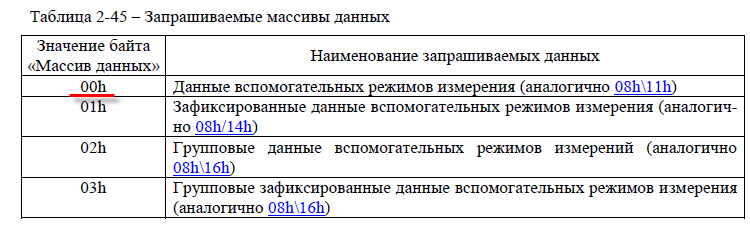 Таблица 2-45 – Запрашиваемые массивы данных
Значение байта
«Массив данных»
Наименование запрашиваемых данных
00h
Данные вспомогательных режимов измерения (аналогично 08h\11h)
01h
Зафиксированные данные вспомогательных режимов измерения (аналогич-
но 08h/14h)
02h
Групповые данные вспомогательных режимов измерений (аналогично
08h\16h)
03h
Групповые зафиксированные данные вспомогательных режимов измерения
(аналогично 08h\16h)